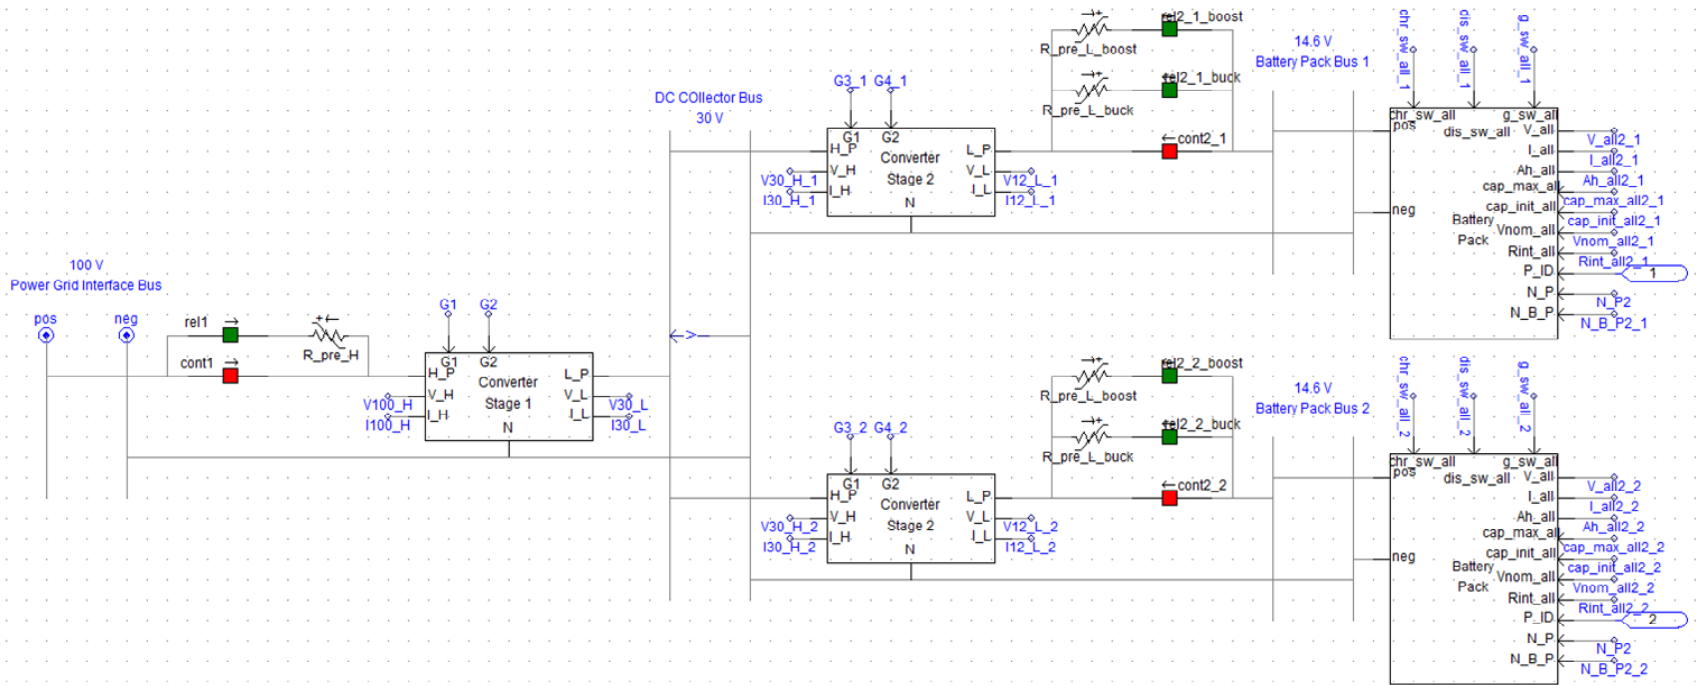 100 V
Power Grid Interface Bus
pos
neg
rel1
R_pre_H
cont1
G1
G2
G1
G2
H_P
V_H
I_H
Converter
Stage 1
L_P
V_L
I_L
N
V100_H
I100_H
V30_L
I30_L
DC COllector Bus
30 V
<->
G3_1
G4_1
G1
G2
H_P
V_H
I_H
Converter
Stage 2
L_P
V_L
I_L
N
V30_H_1
I30_H_1
V12_L_1
I12_L_1
rel2_1_boost
R_pre_L_boost
rel2_1_buck
R_pre_L_buck
cont2_1
14.6 V
Battery Pack Bus 1
chr_sw_all_1
dis_sw_all_1
g_sw_all_1
chr_sw_all
dis_sw_all
g_sw_all
pos
neg
Battery
Pack
V_all
I_all
Ah_all
cap_max_all
cap_init_all
Vnom_all
Rint_all
P_ID
N_P
N_B_P
V_all2_1
I_all2_1
Ah_all2_1
cap_max_all2_1
cap_init_all2_1
Vnom_all2_1
Rint_all2_1
1
N_P2
N_B_P2_1
G3_2
G4_2
G1
G2
H_P
V_H
I_H
Converter
Stage 2
L_P
V_L
I_L
N
V30_H_2
I30_H_2
V12_L_2
I12_L_2
rel2_2_boost
R_pre_L_boost
rel2_2_buck
R_pre_L_buck
cont2_2
14.6 V
Battery Pack Bus 2
chr_sw_all_2
dis_sw_all_2
g_sw_all_2
chr_sw_all
dis_sw_all
g_sw_all
pos
neg
Battery
Pack
V_all
I_all
Ah_all
cap_max_all
cap_init_all
Vnom_all
Rint_all
P_ID
N_P
N_B_P
V_all2_2
I_all2_2
Ah_all2_2
cap_max_all2_2
cap_init_all2_2
Vnom_all2_2
Rint_all2_2
2
N_P2
N_B_P2_2